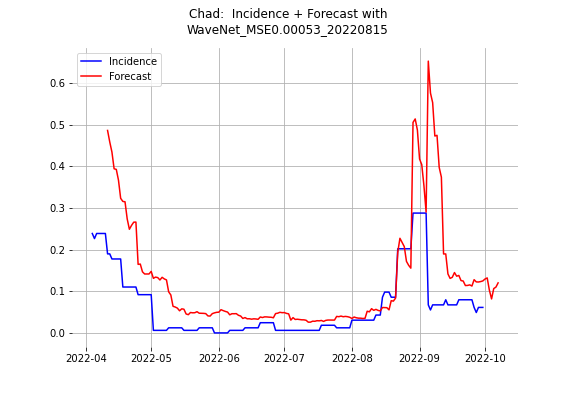 Chad:  Incidence + Forecast with
WaveNet_MSE0.00053_20220815
Incidence
Forecast
0.6
0.5
0.4
0.3
0.2
0.1
0.0
2022-04 2022-05 2022-06 2022-07 2022-08 2022-09 2022-10